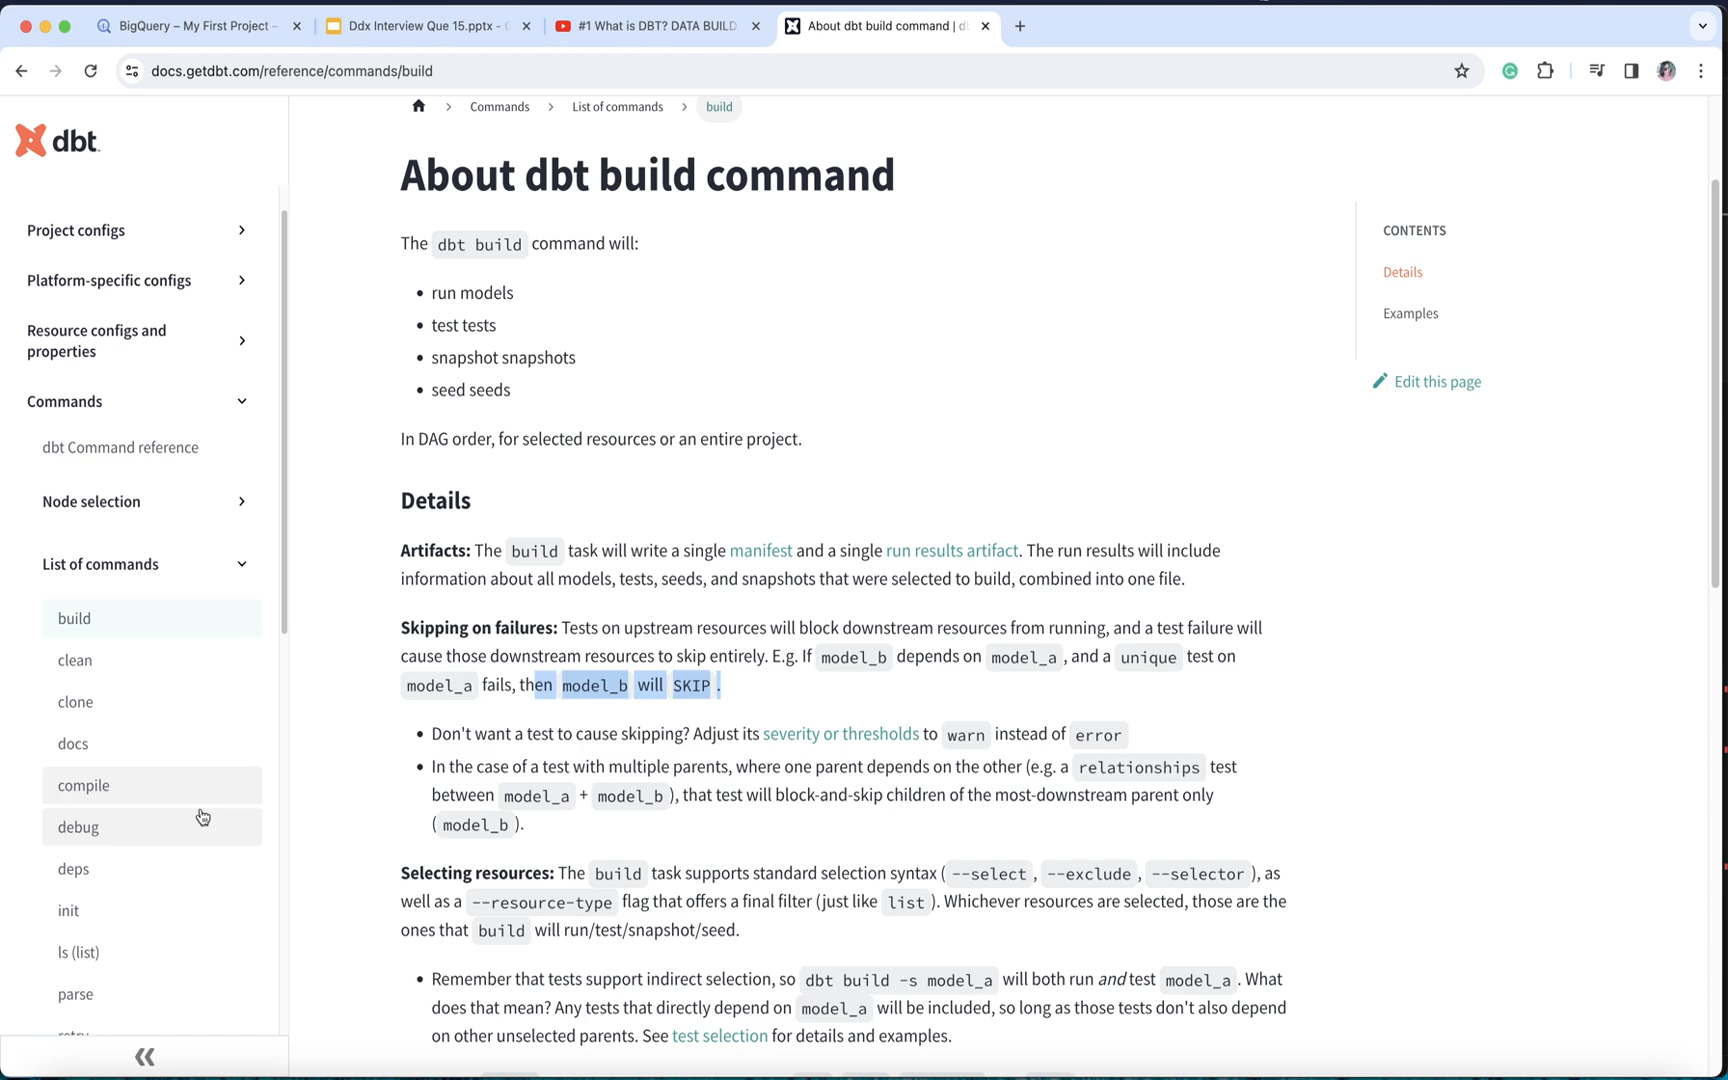 BigQuery – My First Project -
Ddx Interview Que 15.pptx -
#1 What is DBT? DATA BUILD
About dbt build command | d
docs.getdbt.com/reference/commands/build
Commands
List of commands
build
dbt
About dbt build command
Project configs
Platform-specific configs
Resource configs and
properties
Commands
dbt Command reference
Node selection
List of commands
build
clean
clone
docs
compile
debug
deps
init
ls (list)
parse
retry
The dbt build command will:
• run models
• test tests
• snapshot snapshots
• seed seeds
In DAG order, for selected resources or an entire project.
Details
Artifacts: The build task will write a single manifest and a single run results artifact. The run results will include
information about all models, tests, seeds, and snapshots that were selected to build, combined into one file.
Skipping on failures: Tests on upstream resources will block downstream resources from running, and a test failure will
cause those downstream resources to skip entirely. E.g. If model_b depends on model_a, and a unique test on
model_a fails, then model_b will SKIP.
• Don't want a test to cause skipping? Adjust its severity or thresholds to warn instead of error
• In the case of a test with multiple parents, where one parent depends on the other (e.g. a relationships test
between model_a + model_b), that test will block-and-skip children of the most-downstream parent only
(model_b).
Selecting resources: The build task supports standard selection syntax (--select, --exclude, --selector), as
well as a --resource-type flag that offers a final filter (just like list). Whichever resources are selected, those are the
ones that build will run/test/snapshot/seed.
• Remember that tests support indirect selection, so dbt build -s model_a will both run and test model_a. What
does that mean? Any tests that directly depend on model_a will be included, so long as those tests don't also depend
on other unselected parents. See test selection for details and examples.
CONTENTS
Details
Examples
Edit this page